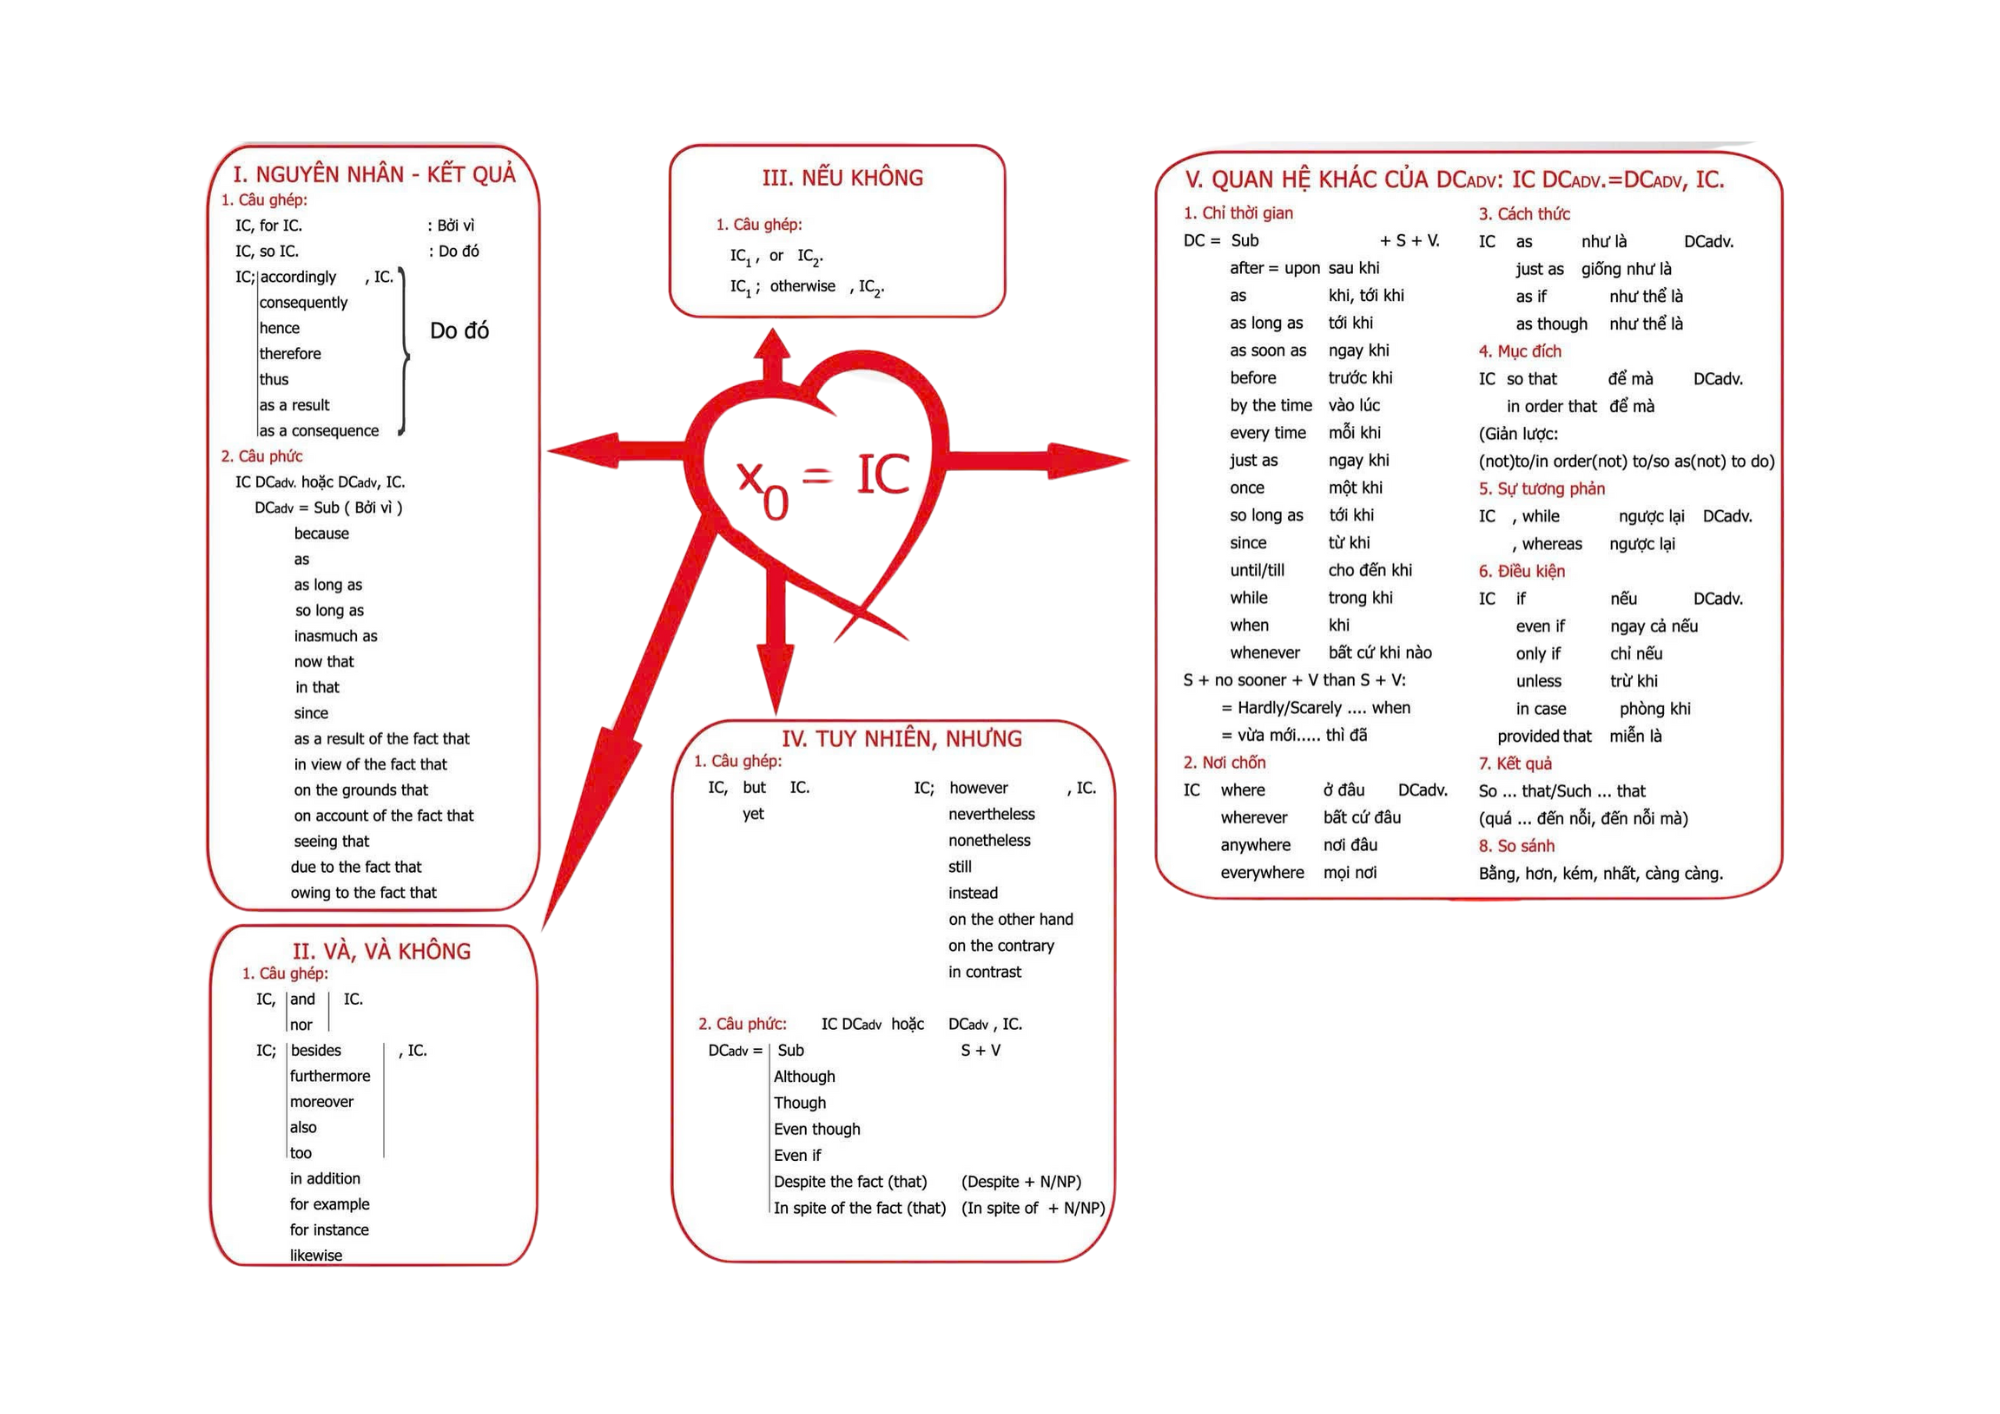 I. NGUYÊN NHÂN - KẾT QUẢ
1. Câu ghép:
IC, for IC. : Bởi vì
IC, so IC. : Do đó
IC; accordingly , IC.
consequently
hence
therefore
thus
as a result
as a consequence
Do đó
2. Câu phức
IC DCadv. hoặc DCadv, IC.
DCadv = Sub ( Bởi vì )
because
as
as long as
so long as
inasmuch as
now that
in that
since
as a result of the fact that
in view of the fact that
on the grounds that
on account of the fact that
seeing that
due to the fact that
owing to the fact that
II. VÀ, VÀ KHÔNG
1. Câu ghép:
IC, and IC.
nor
IC; besides , IC.
furthermore
moreover
also
too
in addition
for example
for instance
likewise
III. NẾU KHÔNG
1. Câu ghép:
IC1 , or IC2.
IC1 ; otherwise , IC2.
x0 = IC
IV. TUY NHIÊN, NHƯNG
1. Câu ghép:
IC, but IC. IC; however , IC.
yet nevertheless
nonetheless
still
instead
on the other hand
on the contrary
in contrast
2. Câu phức: IC DCadv hoặc DCadv , IC.
DCadv = Sub S + V
Although
Though
Even though
Even if
Despite the fact (that) (Despite + N/NP)
In spite of the fact (that) (In spite of + N/NP)
V. QUAN HỆ KHÁC CỦA DCADV: IC DCADV.=DCADV, IC.
1. Chỉ thời gian
DC = Sub + S + V.
after = upon sau khi
as khi, tới khi
as long as tới khi
as soon as ngay khi
before trước khi
by the time vào lúc
every time mỗi khi
just as ngay khi
once một khi
so long as tới khi
since từ khi
until/till cho đến khi
while trong khi
when khi
whenever bất cứ khi nào
S + no sooner + V than S + V:
= Hardly/Scarely .... when
= vừa mới..... thì đã
2. Nơi chốn
IC where ở đâu DCadv.
wherever bất cứ đâu
anywhere nơi đâu
everywhere mọi nơi
3. Cách thức
IC as như là DCadv.
just as giống như là
as if như thể là
as though như thể là
4. Mục đích
IC so that để mà DCadv.
in order that để mà
(Giản lược:
(not)to/in order(not) to/so as(not) to do)
5. Sự tương phản
IC , while ngược lại DCadv.
, whereas ngược lại
6. Điều kiện
IC if nếu DCadv.
even if ngay cả nếu
only if chỉ nếu
unless trừ khi
in case phòng khi
provided that miễn là
7. Kết quả
So ... that/Such ... that
(quá ... đến nỗi, đến nỗi mà)
8. So sánh
Bằng, hơn, kém, nhất, càng càng.